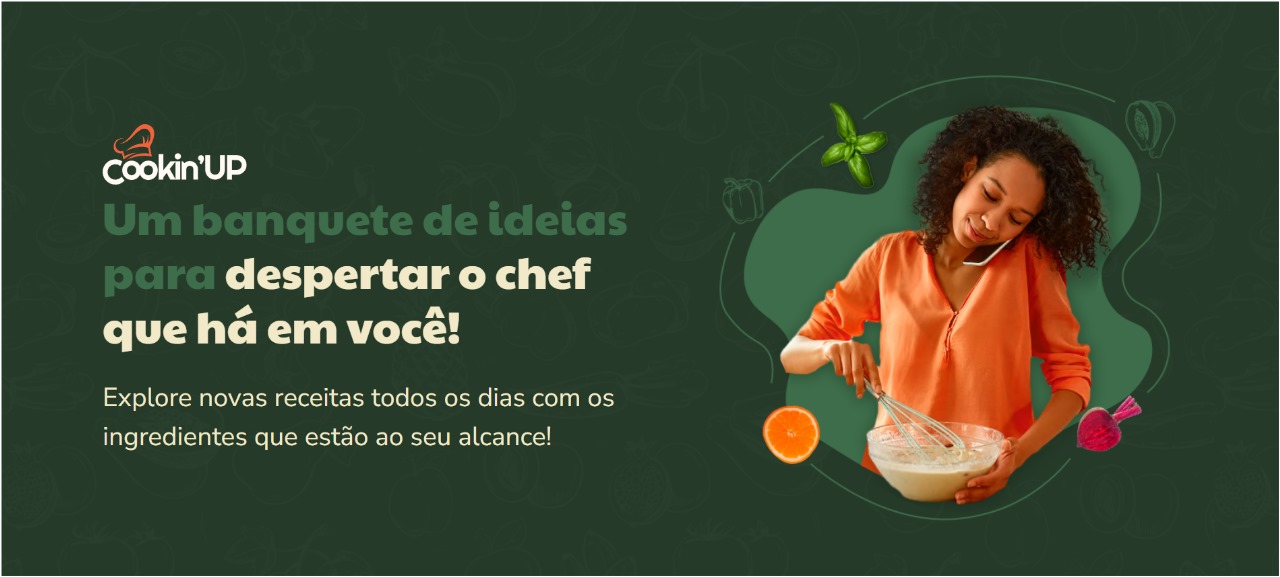 Cookin'UP
Um banquete de ideias
para despertar o chef
que há em você!
Explore novas receitas todos os dias com os
ingredientes que estão ao seu alcance!